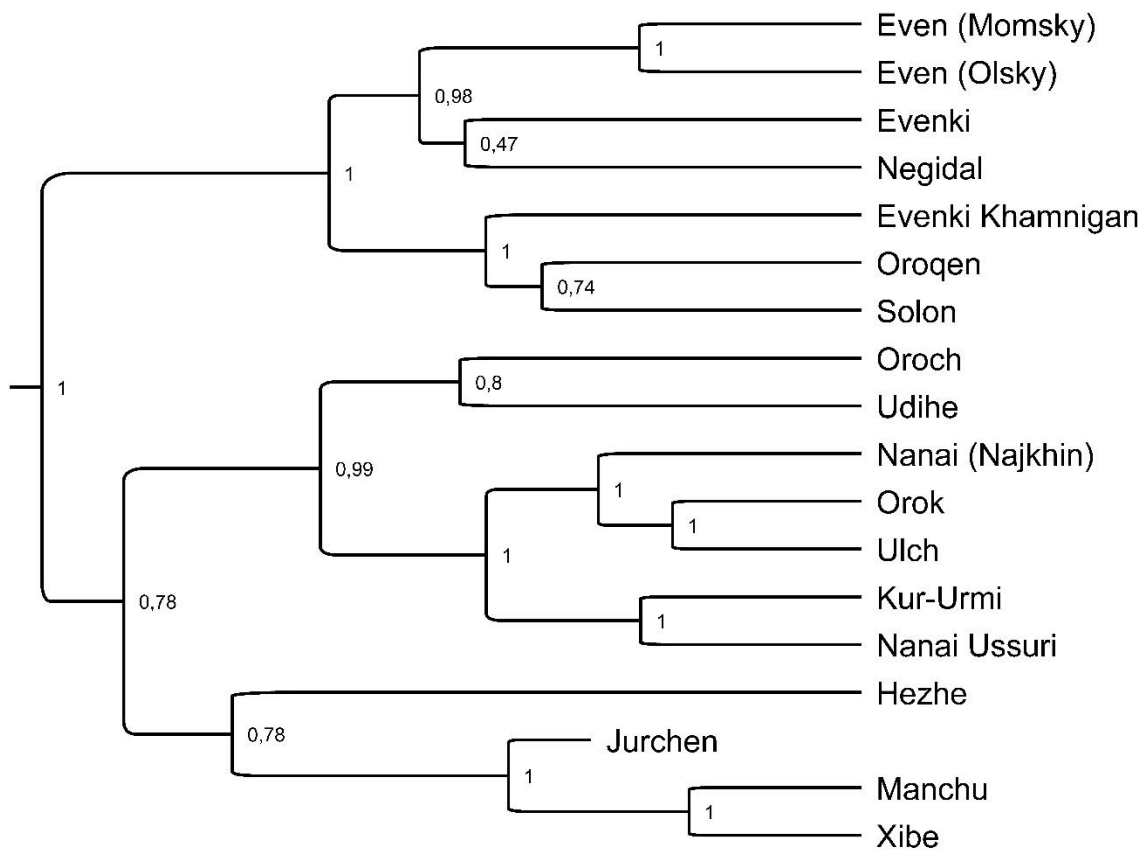 Even (Momsky)
1
Even (Olsky)
0,98
Evenki
0,47
Negidal
1
Evenki Khamnigan
1
Oroqen
0,74
Solon
Oroch
0,8
1
Udihe
Nanai (Najkhin)
0,99
1
Orok
1
Ulch
1
Kur-Urmi
0,78
1
Nanai Ussuri
Hezhe
0,78
Jurchen
1
Manchu
1
Xibe